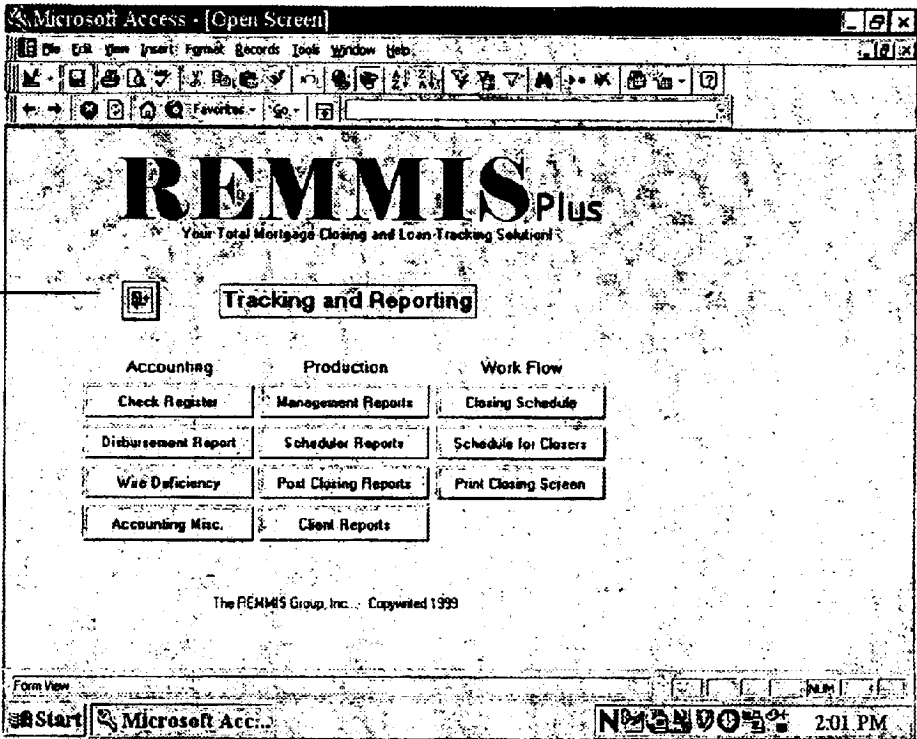 Microsoft Access - [Open Screen]
File Edit View Insert Format Records Tools Window Help
Favorites Go
REMMIS Plus
Your Total Mortgage Closing and Loan Tracking Solution!
Tracking and Reporting
Accounting Production Work Flow
Check Register Management Reports Closing Schedule
Disbursement Report Scheduler Reports Schedule for Closers
Wire Deficiency Post Closing Reports Print Closing Screen
Accounting Misc. Client Reports
The REMMIS Group, Inc... Copywrited 1999
Form View NUM
Start Microsoft Acc... 2:01 PM